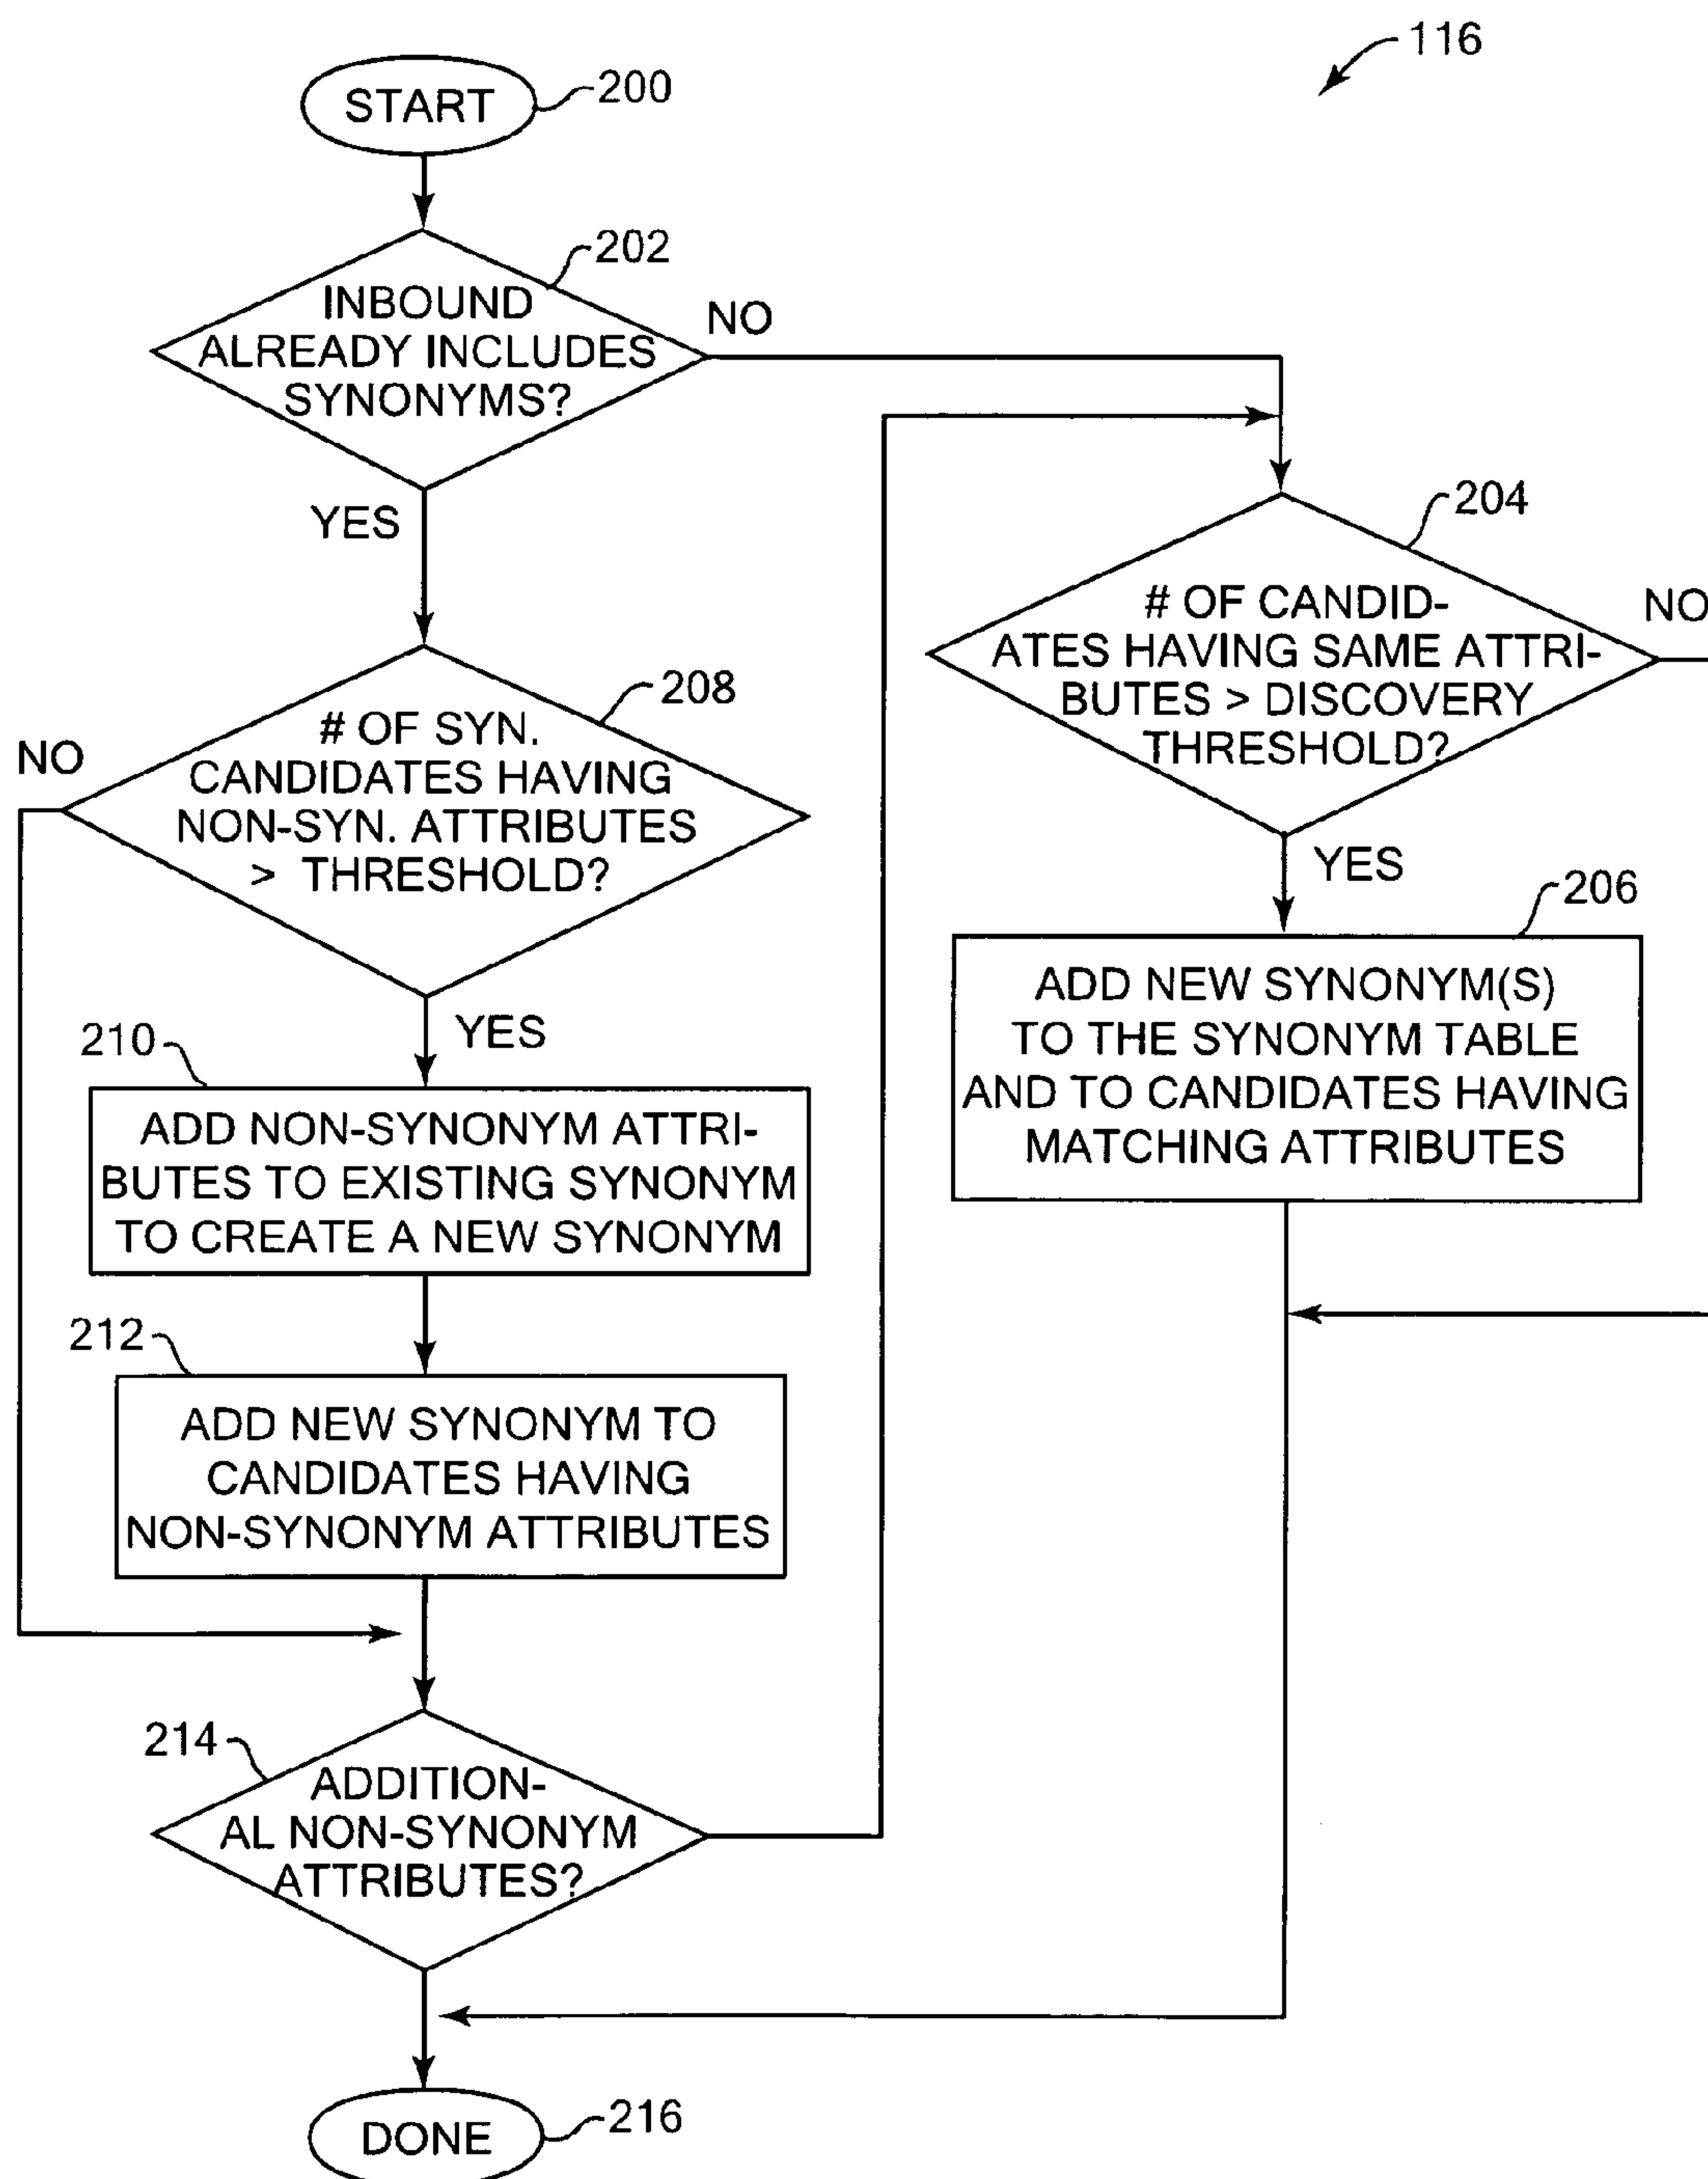 116
START
200
INBOUND
ALREADY INCLUDES
SYNONYMS?
202
NO
YES
# OF CANDID-
ATES HAVING SAME ATTRI-
BUTES > DISCOVERY
THRESHOLD?
204
NO
YES
ADD NEW SYNONYM(S)
TO THE SYNONYM TABLE
AND TO CANDIDATES HAVING
MATCHING ATTRIBUTES
206
# OF SYN.
CANDIDATES HAVING
NON-SYN. ATTRIBUTES
> THRESHOLD?
208
NO
YES
210
ADD NON-SYNONYM ATTRI-
BUTES TO EXISTING SYNONYM
TO CREATE A NEW SYNONYM
212
ADD NEW SYNONYM TO
CANDIDATES HAVING
NON-SYNONYM ATTRIBUTES
214
ADDITION-
AL NON-SYNONYM
ATTRIBUTES?
DONE
216